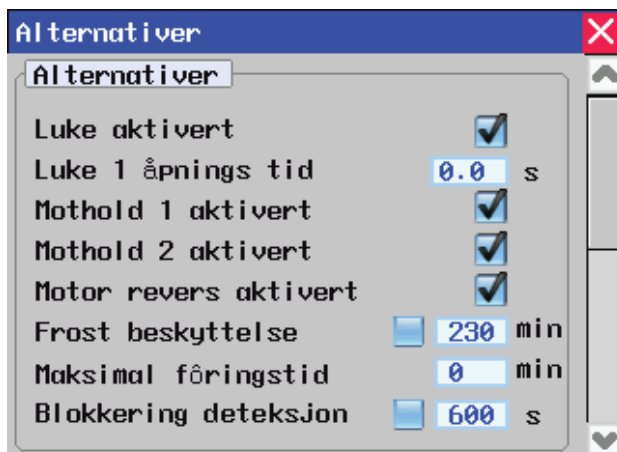 Alternativer
Alternativer
Luke aktivert
Luke 1 åpnings tid 0.0 s
Mothold 1 aktivert
Mothold 2 aktivert
Motor revers aktivert
Frost beskyttelse 230 min
Maksimal fôringstid 0 min
Blokkering deteksjon 600 s